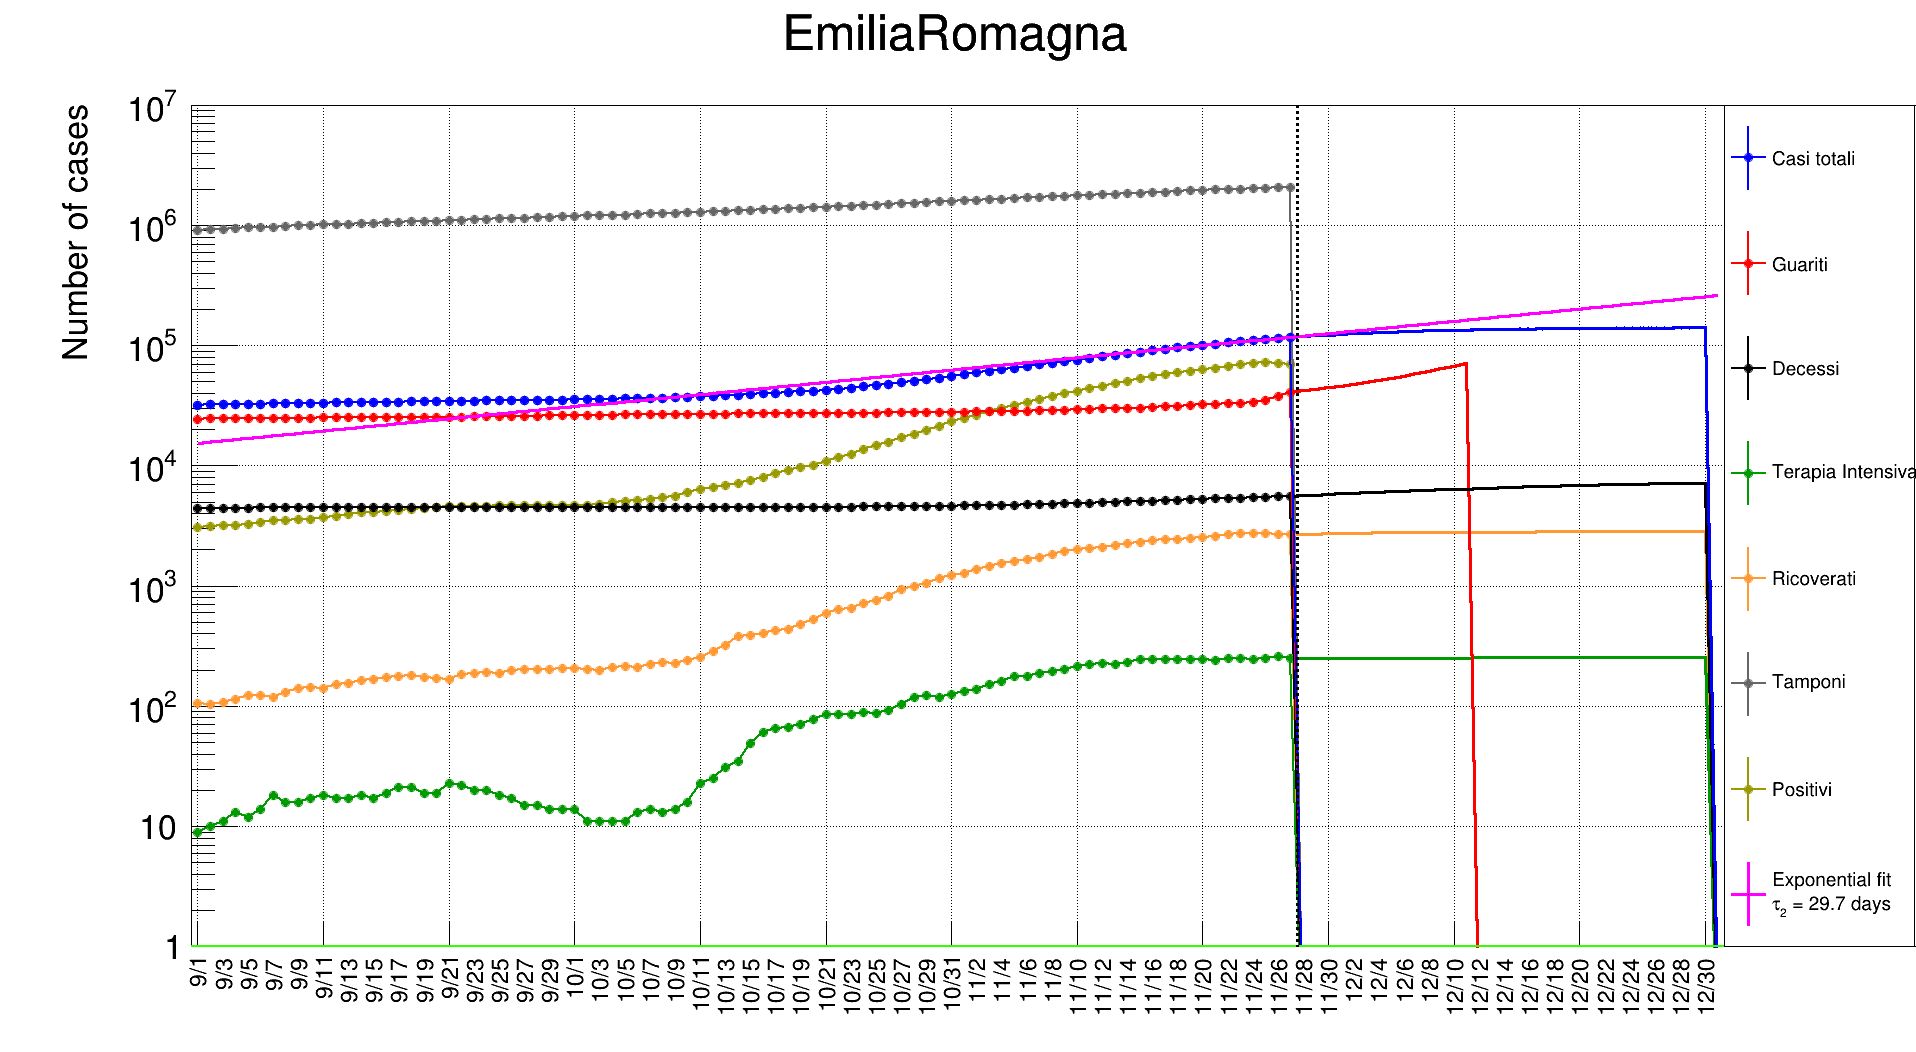 EmiliaRomagna
Number of cases
10^7
10^6
10^5
10^4
10^3
10^2
10
1
9/1 9/3 9/5 9/7 9/9 9/11 9/13 9/15 9/17 9/19 9/21 9/23 9/25 9/27 9/29 10/1 10/3 10/5 10/7 10/9 10/11 10/13 10/15 10/17 10/19 10/21 10/23 10/25 10/27 10/29 10/31 11/2 11/4 11/6 11/8 11/10 11/12 11/14 11/16 11/18 11/20 11/22 11/24 11/26 11/28 11/30 12/2 12/4 12/6 12/8 12/10 12/12 12/14 12/16 12/18 12/20 12/22 12/24 12/26 12/28 12/30
Casi totali
Guariti
Decessi
Terapia Intensiva
Ricoverati
Tamponi
Positivi
Exponential fit
τ_2 = 29.7 days